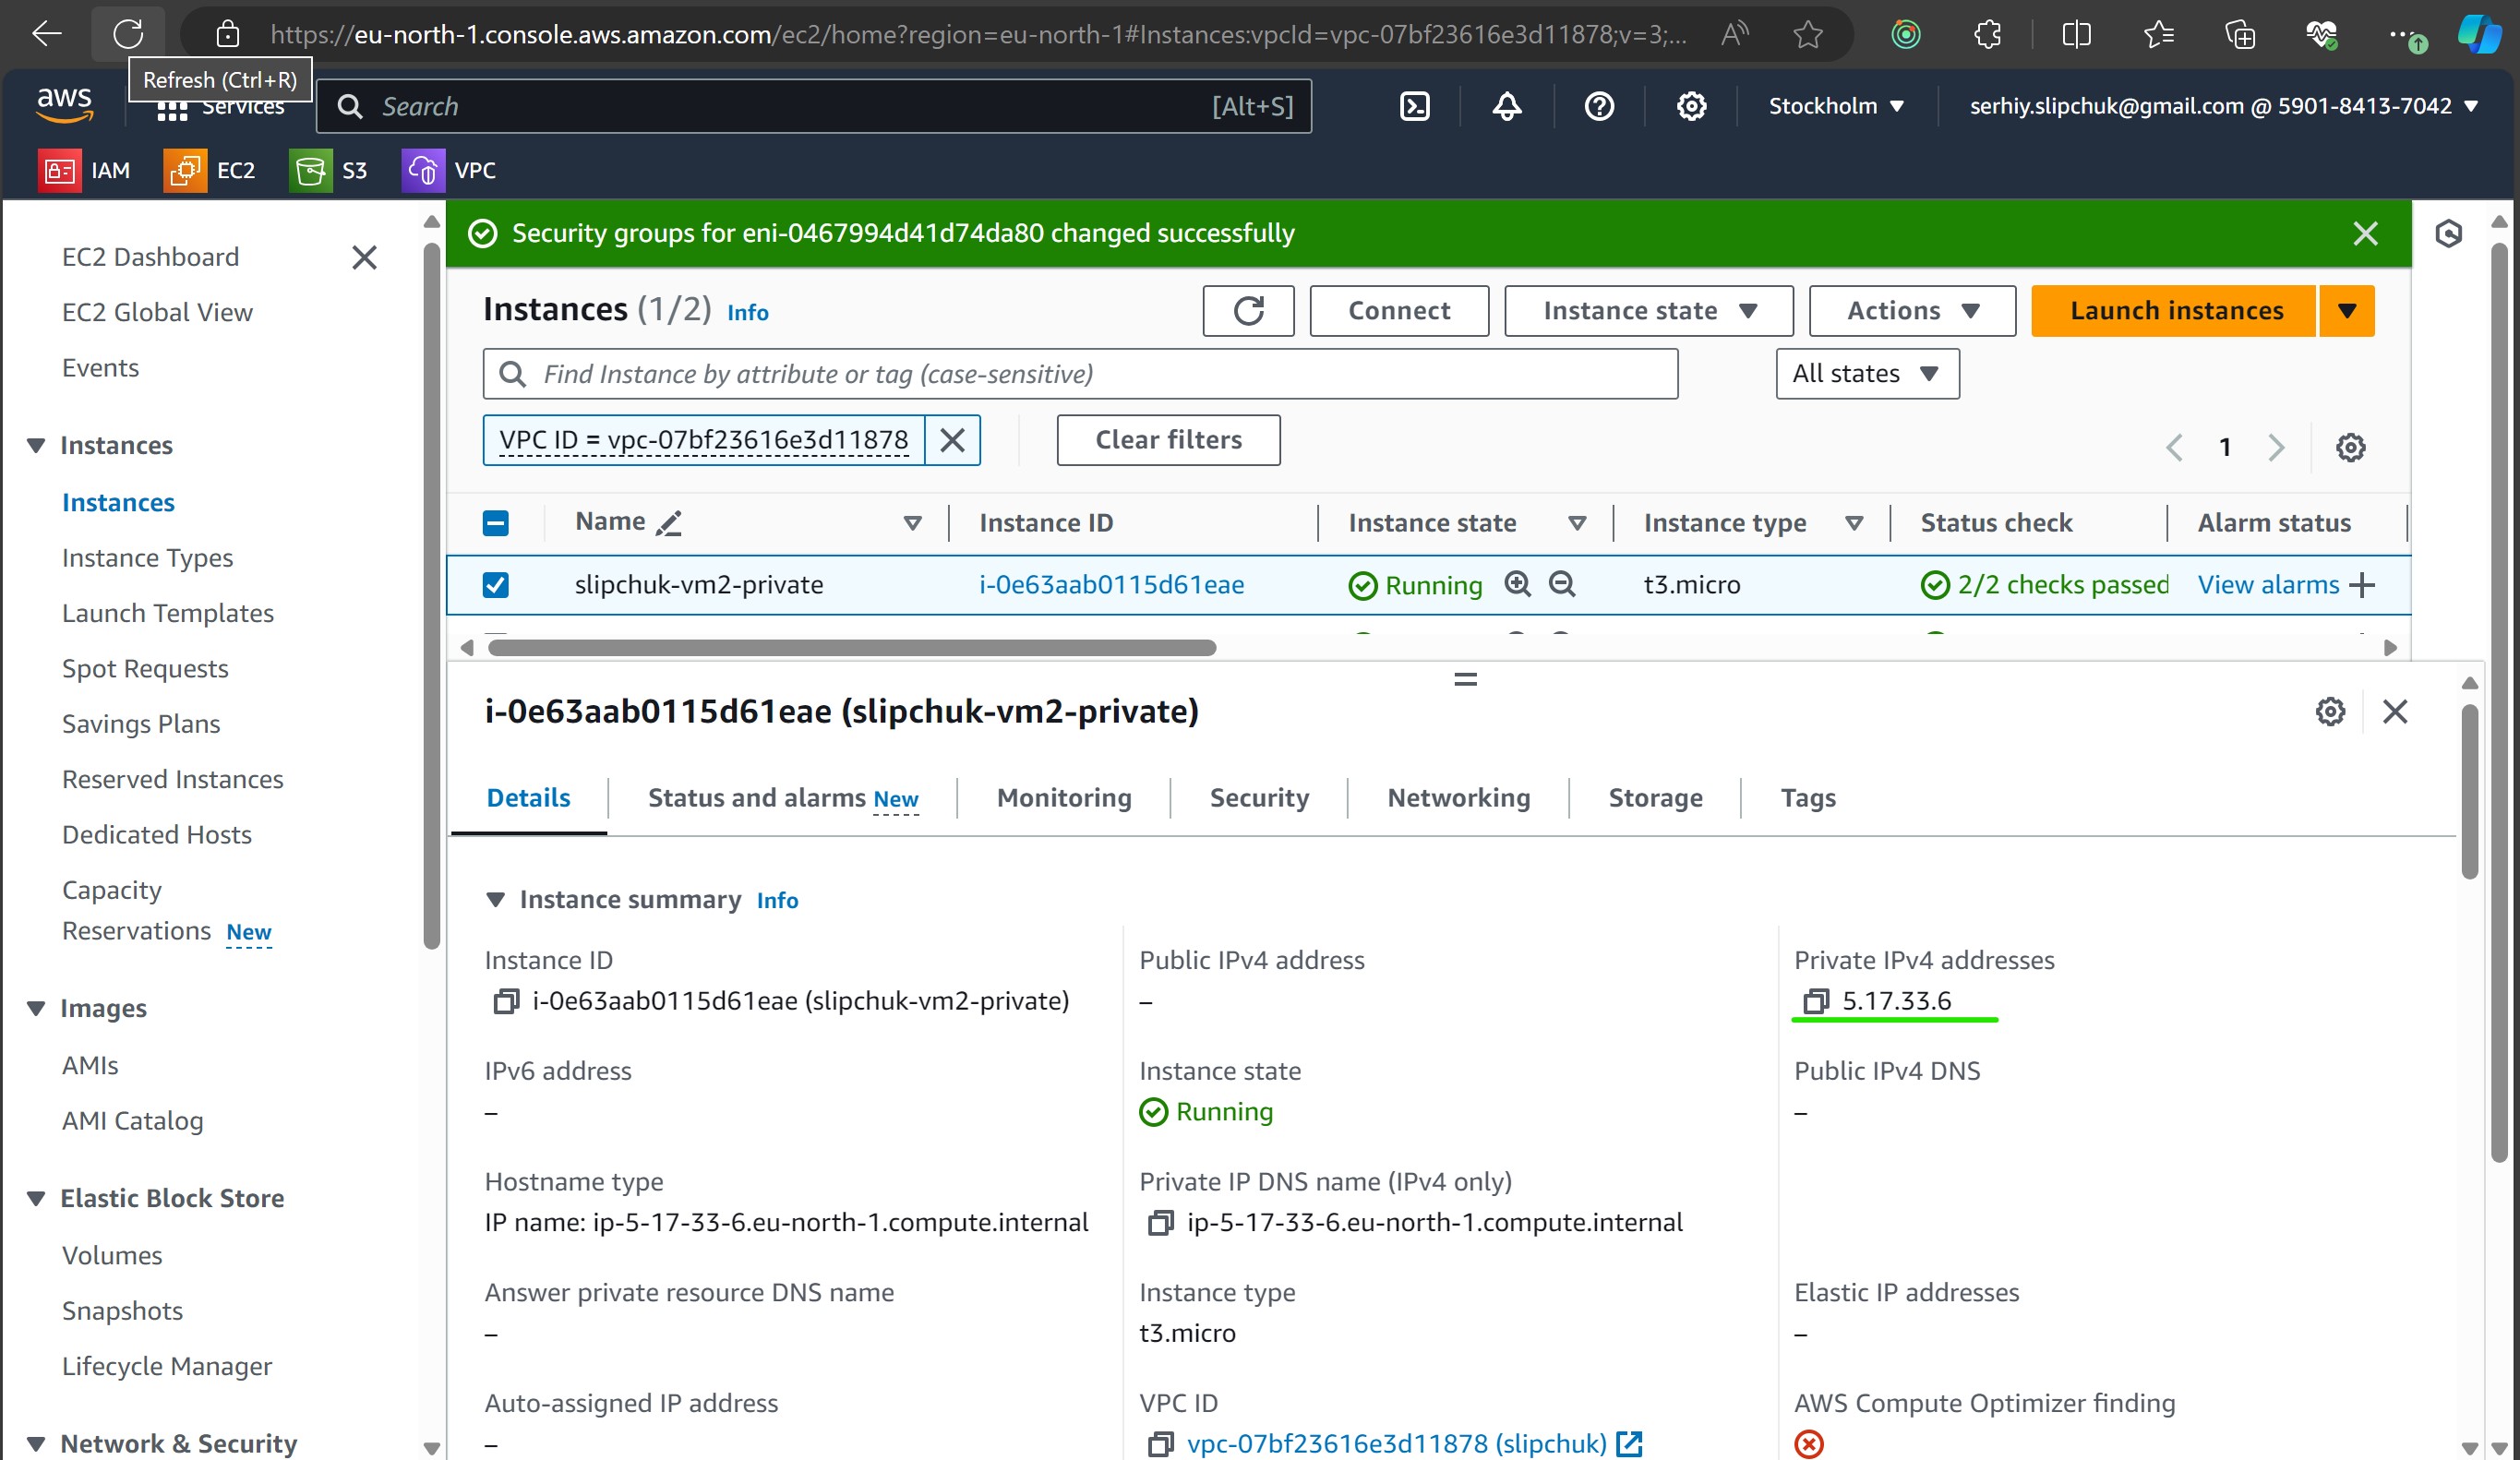 https://eu-north-1.console.aws.amazon.com/ec2/home?region=eu-north-1#Instances:vpcId=vpc-07bf23616e3d11878;v=3;...
Refresh (Ctrl+R)
aws
Services
Search
[Alt+S]
Stockholm
serhiy.slipchuk@gmail.com @ 5901-8413-7042
IAM
EC2
S3
VPC
EC2 Dashboard
EC2 Global View
Events
Instances
Instances
Instance Types
Launch Templates
Spot Requests
Savings Plans
Reserved Instances
Dedicated Hosts
Capacity
Reservations New
Images
AMIs
AMI Catalog
Elastic Block Store
Volumes
Snapshots
Lifecycle Manager
Network & Security
Security groups for eni-0467994d41d74da80 changed successfully
Instances (1/2) Info
Connect
Instance state
Actions
Launch instances
Find Instance by attribute or tag (case-sensitive)
All states
VPC ID = vpc-07bf23616e3d11878
Clear filters
1
Name
Instance ID
Instance state
Instance type
Status check
Alarm status
slipchuk-vm2-private
i-0e63aab0115d61eae
Running
t3.micro
2/2 checks passed
View alarms
i-0e63aab0115d61eae (slipchuk-vm2-private)
Details
Status and alarms New
Monitoring
Security
Networking
Storage
Tags
Instance summary Info
Instance ID
i-0e63aab0115d61eae (slipchuk-vm2-private)
Public IPv4 address
–
Private IPv4 addresses
5.17.33.6
IPv6 address
–
Instance state
Running
Public IPv4 DNS
–
Hostname type
IP name: ip-5-17-33-6.eu-north-1.compute.internal
Private IP DNS name (IPv4 only)
ip-5-17-33-6.eu-north-1.compute.internal
Answer private resource DNS name
–
Instance type
t3.micro
Elastic IP addresses
–
Auto-assigned IP address
–
VPC ID
vpc-07bf23616e3d11878 (slipchuk)
AWS Compute Optimizer finding